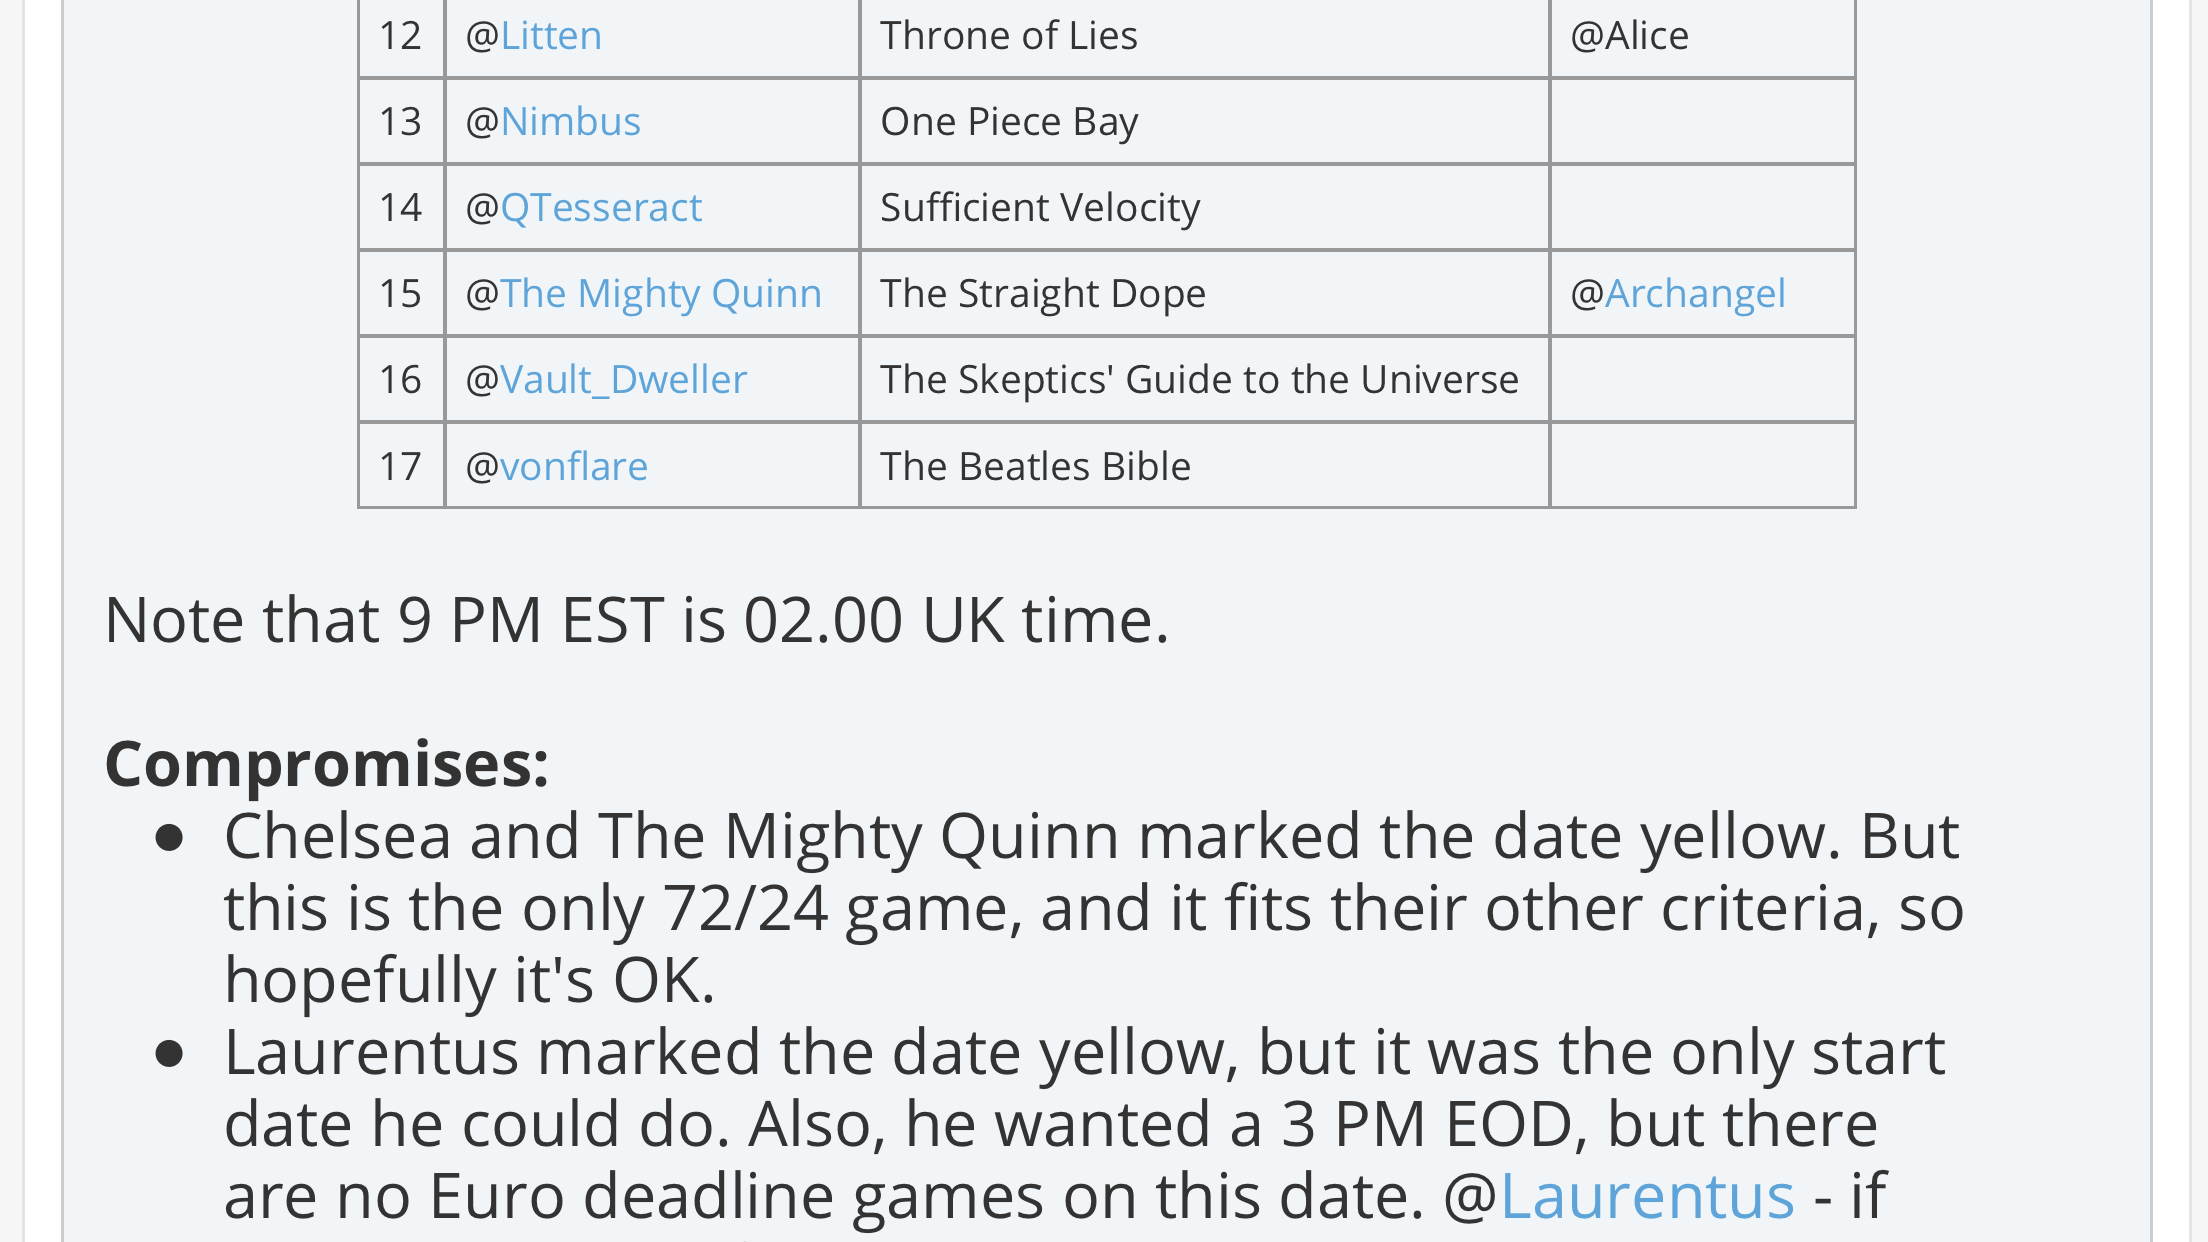 12 @Litten Throne of Lies @Alice
13 @Nimbus One Piece Bay
14 @QTesseract Sufficient Velocity
15 @The Mighty Quinn The Straight Dope @Archangel
16 @Vault_Dweller The Skeptics' Guide to the Universe
17 @vonflare The Beatles Bible
Note that 9 PM EST is 02.00 UK time.
Compromises:
● Chelsea and The Mighty Quinn marked the date yellow. But
this is the only 72/24 game, and it fits their other criteria, so
hopefully it's OK.
● Laurentus marked the date yellow, but it was the only start
date he could do. Also, he wanted a 3 PM EOD, but there
are no Euro deadline games on this date. @Laurentus - if